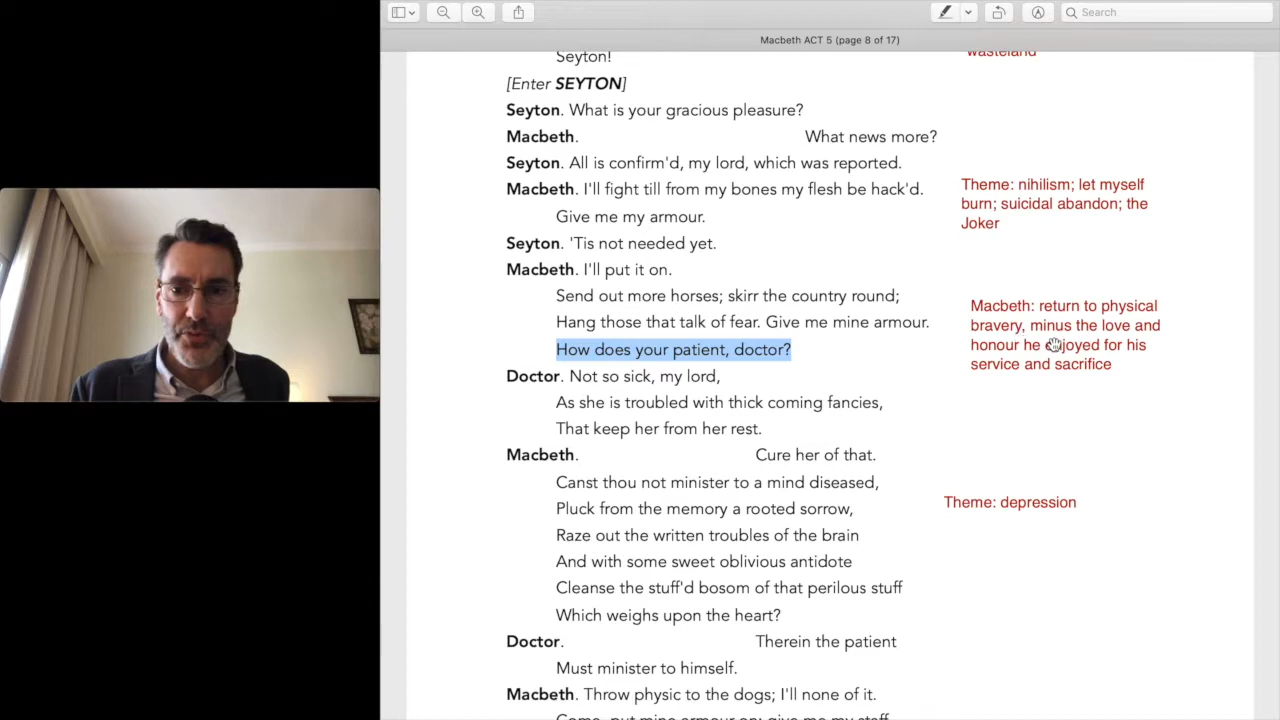 Search
Macbeth ACT 5 (page 8 of 17)
Seyton!
wasteland
[Enter SEYTON]
Seyton. What is your gracious pleasure?
Macbeth. What news more?
Seyton. All is confirm'd, my lord, which was reported.
Macbeth. I'll fight till from my bones my flesh be hack'd.
Give me my armour.
Seyton. 'Tis not needed yet.
Macbeth. I'll put it on.
Send out more horses; skirr the country round;
Hang those that talk of fear. Give me mine armour.
How does your patient, doctor?
Doctor. Not so sick, my lord,
As she is troubled with thick coming fancies,
That keep her from her rest.
Macbeth. Cure her of that.
Canst thou not minister to a mind diseased,
Pluck from the memory a rooted sorrow,
Raze out the written troubles of the brain
And with some sweet oblivious antidote
Cleanse the stuff'd bosom of that perilous stuff
Which weighs upon the heart?
Doctor. Therein the patient
Must minister to himself.
Macbeth. Throw physic to the dogs; I'll none of it.
Come, put mine armour on; give me my staff.
Theme: nihilism; let myself
burn; suicidal abandon; the
Joker
Macbeth: return to physical
bravery, minus the love and
honour he enjoyed for his
service and sacrifice
Theme: depression